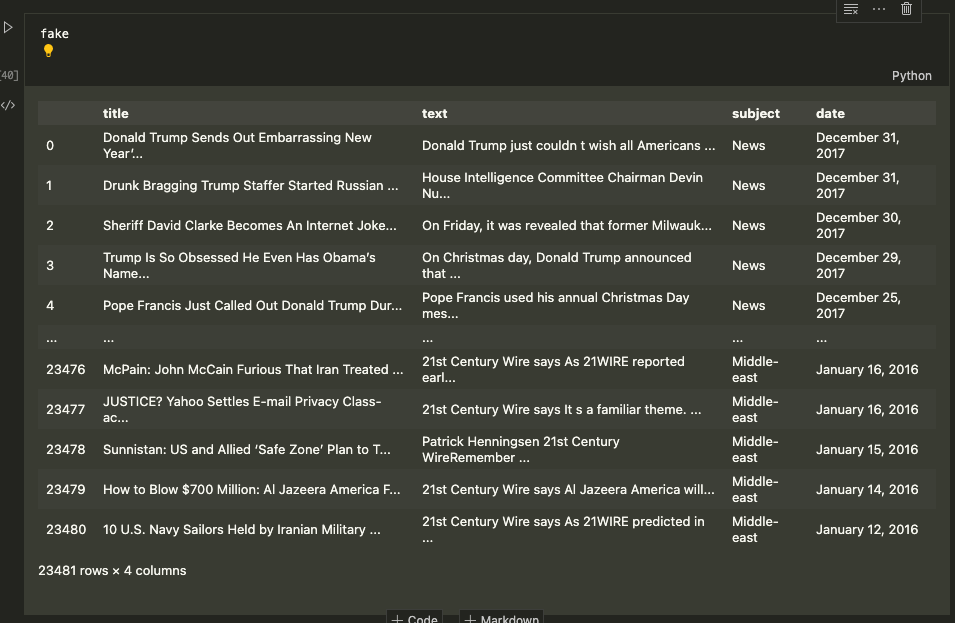 fake
[40]
Python
title text subject date
0 Donald Trump Sends Out Embarrassing New Year’... Donald Trump just couldn t wish all Americans ... News December 31, 2017
1 Drunk Bragging Trump Staffer Started Russian ... House Intelligence Committee Chairman Devin Nu... News December 31, 2017
2 Sheriff David Clarke Becomes An Internet Joke... On Friday, it was revealed that former Milwauk... News December 30, 2017
3 Trump Is So Obsessed He Even Has Obama’s Name... On Christmas day, Donald Trump announced that ... News December 29, 2017
4 Pope Francis Just Called Out Donald Trump Dur... Pope Francis used his annual Christmas Day mes... News December 25, 2017
... ... ... ... ...
23476 McPain: John McCain Furious That Iran Treated ... 21st Century Wire says As 21WIRE reported earl... Middle-east January 16, 2016
23477 JUSTICE? Yahoo Settles E-mail Privacy Class-ac... 21st Century Wire says It s a familiar theme. ... Middle-east January 16, 2016
23478 Sunnistan: US and Allied ‘Safe Zone’ Plan to T... Patrick Henningsen 21st Century WireRemember ... Middle-east January 15, 2016
23479 How to Blow $700 Million: Al Jazeera America F... 21st Century Wire says Al Jazeera America will... Middle-east January 14, 2016
23480 10 U.S. Navy Sailors Held by Iranian Military ... 21st Century Wire says As 21WIRE predicted in ... Middle-east January 12, 2016
23481 rows × 4 columns
+ Code + Markdown